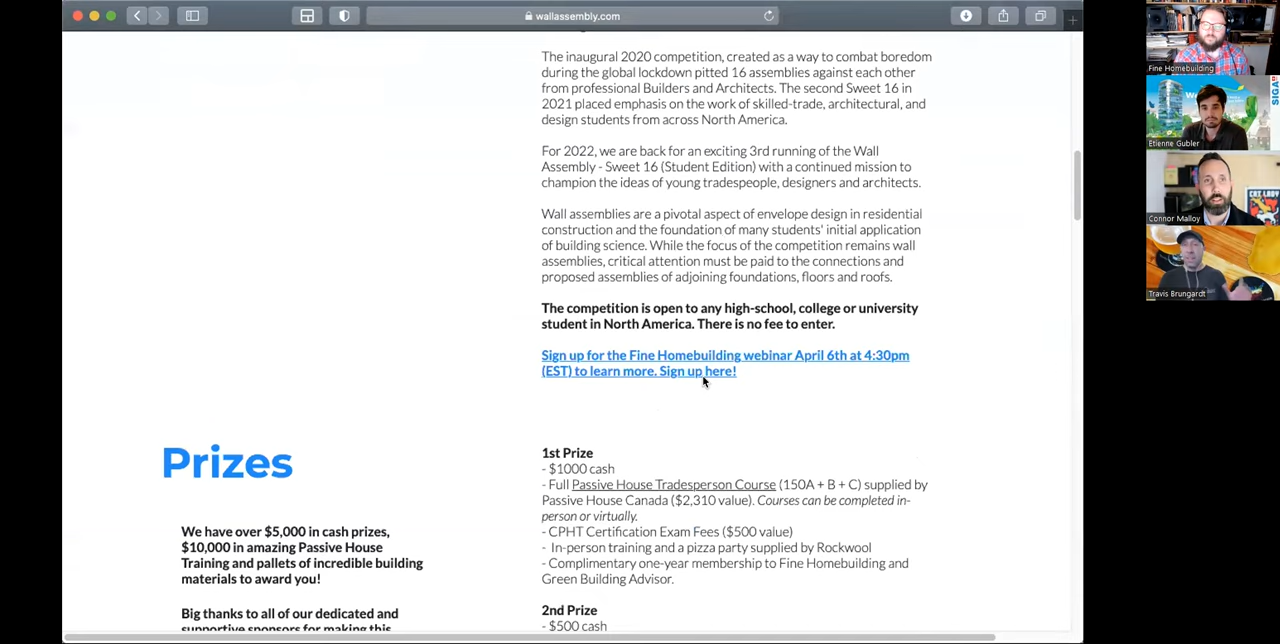 wallassembly.com
The inaugural 2020 competition, created as a way to combat boredom
during the global lockdown pitted 16 assemblies against each other
from professional Builders and Architects. The second Sweet 16 in
2021 placed emphasis on the work of skilled-trade, architectural, and
design students from across North America.
For 2022, we are back for an exciting 3rd running of the Wall
Assembly - Sweet 16 (Student Edition) with a continued mission to
champion the ideas of young tradespeople, designers and architects.
Wall assemblies are a pivotal aspect of envelope design in residential
construction and the foundation of many students' initial application
of building science. While the focus of the competition remains wall
assemblies, critical attention must be paid to the connections and
proposed assemblies of adjoining foundations, floors and roofs.
The competition is open to any high-school, college or university
student in North America. There is no fee to enter.
Sign up for the Fine Homebuilding webinar April 6th at 4:30pm
(EST) to learn more. Sign up here!
Prizes
We have over $5,000 in cash prizes,
$10,000 in amazing Passive House
Training and pallets of incredible building
materials to award you!
Big thanks to all of our dedicated and
supportive sponsors for making this
1st Prize
- $1000 cash
- Full Passive House Tradesperson Course (150A + B + C) supplied by
Passive House Canada ($2,310 value). Courses can be completed in-
person or virtually.
- CPHT Certification Exam Fees ($500 value)
- In-person training and a pizza party supplied by Rockwool
- Complimentary one-year membership to Fine Homebuilding and
Green Building Advisor.
2nd Prize
- $500 cash
Fine Homebuilding
SIGA
Etienne Gubler
CAT LADY
Connor Malloy
Travis Brungardt